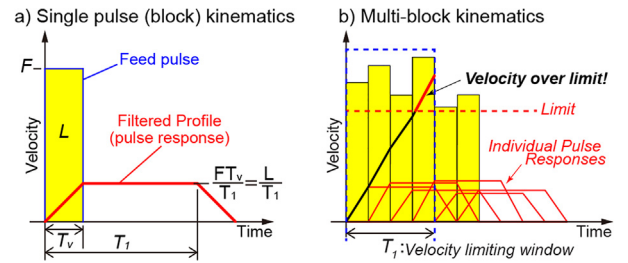 a) Single pulse (block) kinematics
F
Velocity
L
Feed pulse
Filtered Profile
(pulse response)
FTᵥ/T₁ = L/T₁
Tᵥ
T₁
Time
b) Multi-block kinematics
Velocity
Velocity over limit!
Limit
Individual Pulse
Responses
Time
T₁:Velocity limiting window